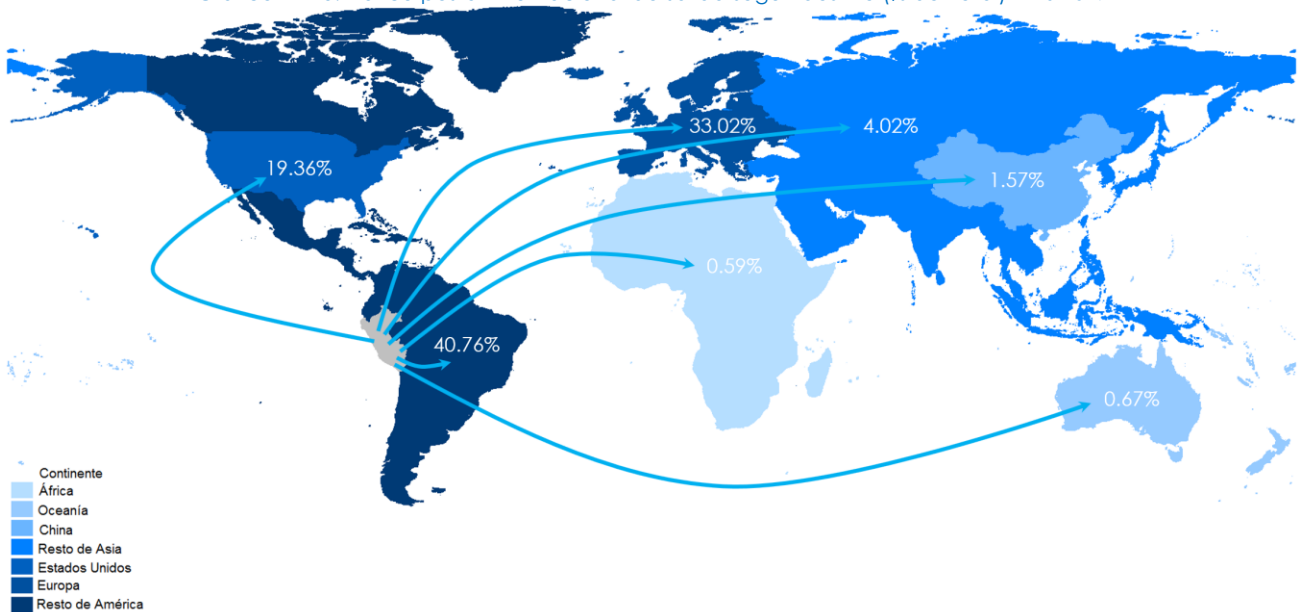 33.02%
4.02%
19.36%
1.57%
0.59%
40.76%
0.67%
Continente
África
Oceanía
China
Resto de Asia
Estados Unidos
Europa
Resto de América